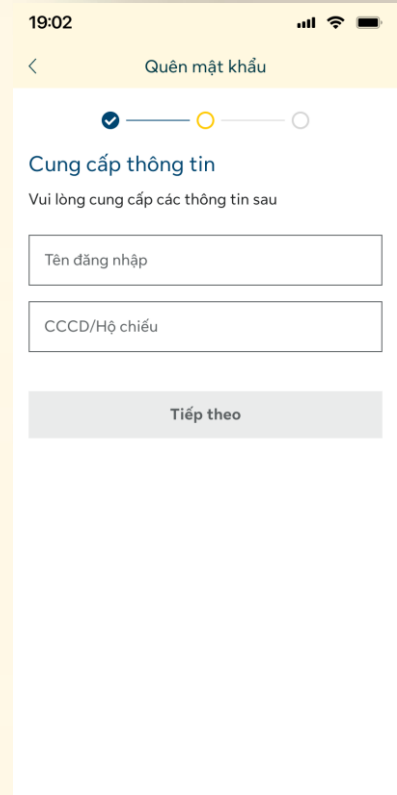 19:02
Quên mật khẩu
Cung cấp thông tin
Vui lòng cung cấp các thông tin sau
Tên đăng nhập
CCCD/Hộ chiếu
Tiếp theo